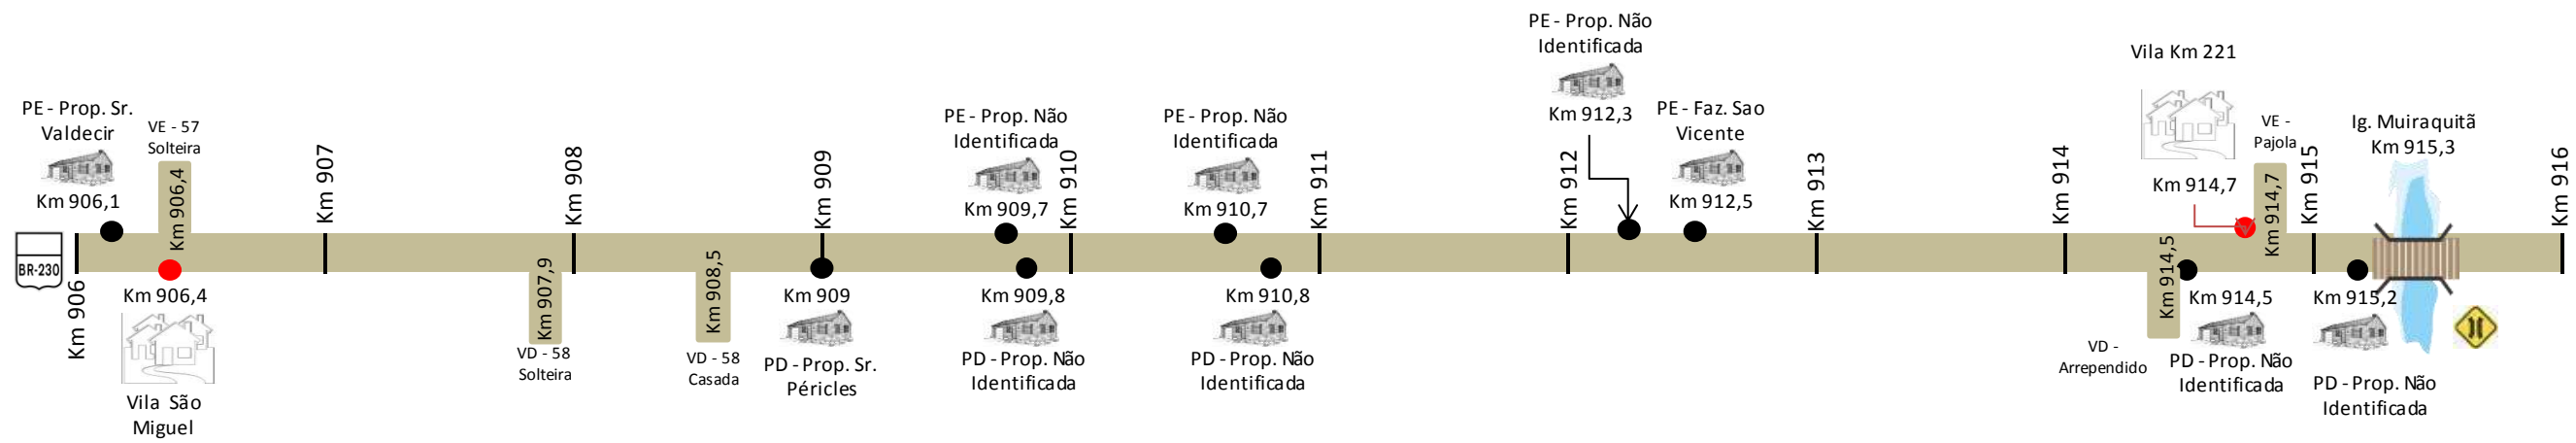 BR-230
Km 906
PE - Prop. Sr.
Valdecir
Km 906,1
VE - 57
Solteira
Km 906,4
Km 906,4
Vila São
Miguel
Km 907
Km 907,9
VD - 58
Solteira
Km 908
Km 908,5
VD - 58
Casada
Km 909
Km 909
PD - Prop. Sr.
Péricles
PE - Prop. Não
Identificada
Km 909,7
Km 909,8
PD - Prop. Não
Identificada
Km 910
PE - Prop. Não
Identificada
Km 910,7
Km 910,8
PD - Prop. Não
Identificada
Km 911
Km 912
PE - Prop. Não
Identificada
Km 912,3
PE - Faz. Sao
Vicente
Km 912,5
Km 913
Km 914
Km 914,5
VD -
Arrependido
Km 914,5
PD - Prop. Não
Identificada
Vila Km 221
Km 914,7
VE -
Pajola
Km 914,7
Km 915
Km 915,2
PD - Prop. Não
Identificada
Ig. Muiraquitã
Km 915,3
Km 916